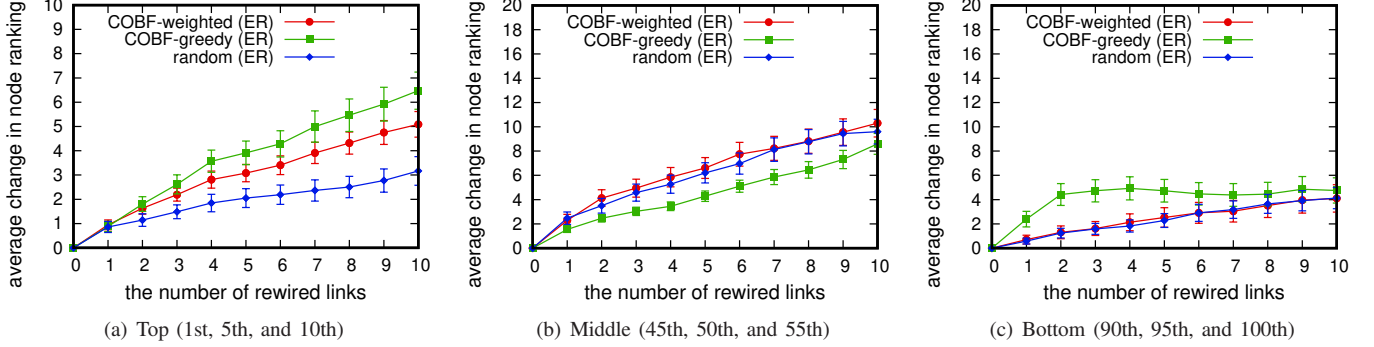 average change in node ranking
10
9
8
7
6
5
4
3
2
1
0
COBF-weighted (ER)
COBF-greedy (ER)
random (ER)
0 1 2 3 4 5 6 7 8 9 10
the number of rewired links
(a) Top (1st, 5th, and 10th)
average change in node ranking
20
18
16
14
12
10
8
6
4
2
0
COBF-weighted (ER)
COBF-greedy (ER)
random (ER)
0 1 2 3 4 5 6 7 8 9 10
the number of rewired links
(b) Middle (45th, 50th, and 55th)
average change in node ranking
20
18
16
14
12
10
8
6
4
2
0
COBF-weighted (ER)
COBF-greedy (ER)
random (ER)
0 1 2 3 4 5 6 7 8 9 10
the number of rewired links
(c) Bottom (90th, 95th, and 100th)